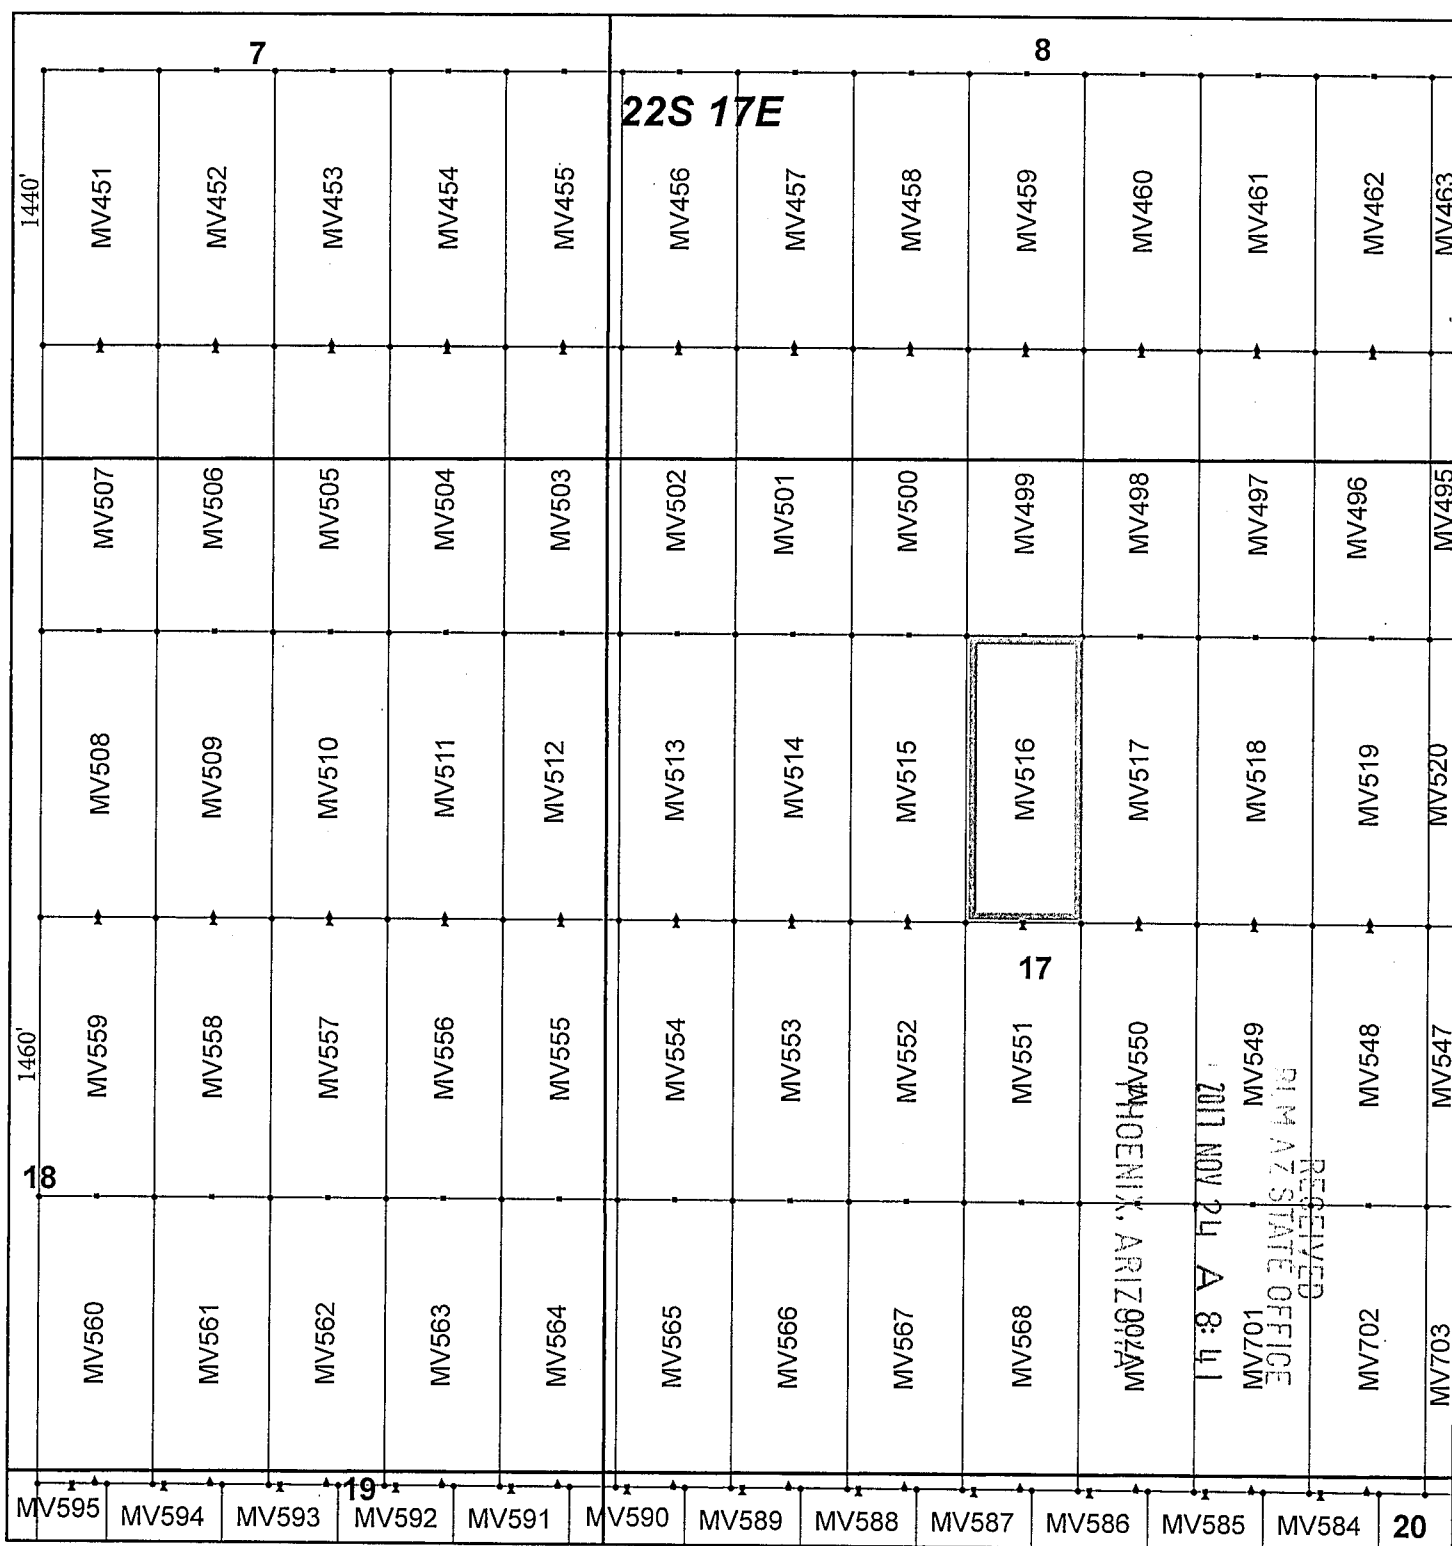 7 8
22S 17E
1440' MV451 MV452 MV453 MV454 MV455 MV456 MV457 MV458 MV459 MV460 MV461 MV462 MV463
MV507 MV506 MV505 MV504 MV503 MV502 MV501 MV500 MV499 MV498 MV497 MV496 MV495
MV508 MV509 MV510 MV511 MV512 MV513 MV514 MV515 MV516 MV517 MV518 MV519 MV520
17
1460' MV559 MV558 MV557 MV556 MV555 MV554 MV553 MV552 MV551 MV550 MV549 MV548 MV547
18
RECEIVED
BLM AZ STATE OFFICE
2017 NOV 24 A 8:41
PHOENIX, ARIZONA
MV560 MV561 MV562 MV563 MV564 MV565 MV566 MV567 MV568 MV700 MV701 MV702 MV703
19
MV595 MV594 MV593 MV592 MV591 MV590 MV589 MV588 MV587 MV586 MV585 MV584 20